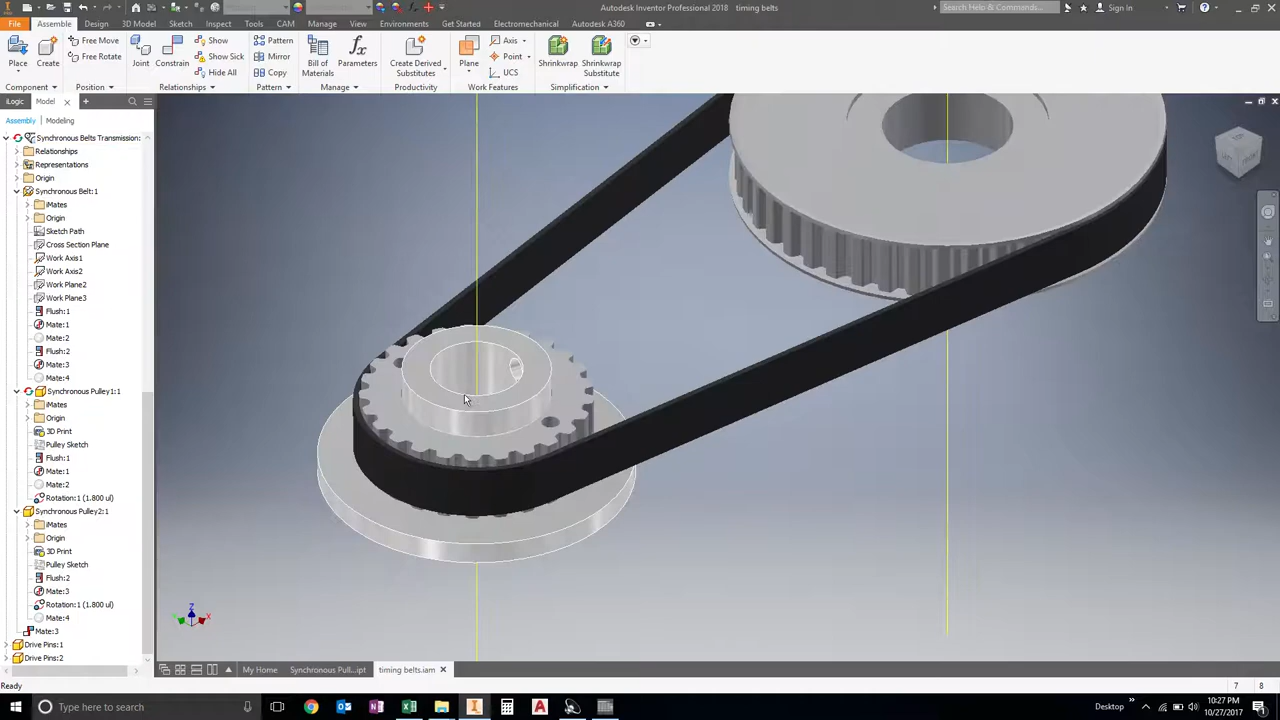 Autodesk Inventor Professional 2018 timing belts
Search Help & Commands...
Sign In
File Assemble Design 3D Model Sketch Inspect Tools CAM Manage View Environments Get Started Electromechanical Autodesk A360
Place Create Free Move Free Rotate Joint Constrain Show Show Sick Hide All Pattern Mirror Copy Bill of Materials Parameters Create Derived Substitutes Plane Axis Point UCS Shrinkwrap Shrinkwrap Substitute
Component Position Relationships Pattern Manage Productivity Work Features Simplification
iLogic Model
Assembly Modeling
Synchronous Belts Transmission:
Relationships
Representations
Origin
Synchronous Belt:1
iMates
Origin
Sketch Path
Cross Section Plane
Work Axis1
Work Axis2
Work Plane2
Work Plane3
Flush:1
Mate:1
Mate:2
Flush:2
Mate:3
Mate:4
Synchronous Pulley1:1
iMates
Origin
3D Print
Pulley Sketch
Flush:1
Mate:1
Mate:2
Rotation:1 (1.800 ul)
Synchronous Pulley2:1
iMates
Origin
3D Print
Pulley Sketch
Flush:2
Mate:3
Rotation:1 (1.800 ul)
Mate:4
Mate:3
Drive Pins:1
Drive Pins:2
Z
X
My Home Synchronous Pull...ipt timing belts.iam
Ready
7 8
Type here to search
Desktop
10:27 PM
10/27/2017